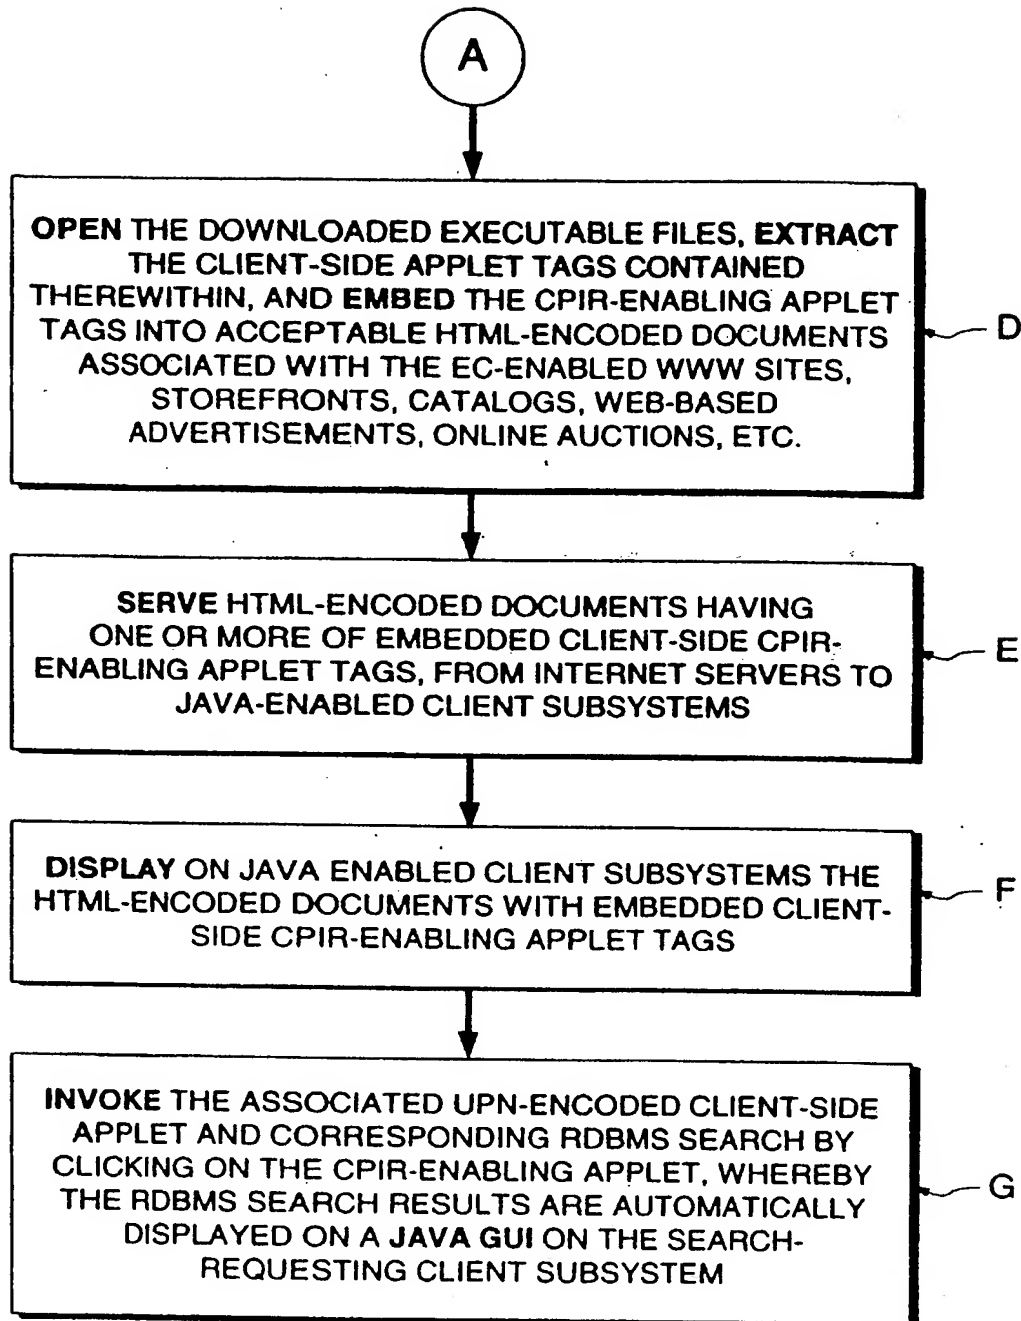 A
OPEN THE DOWNLOADED EXECUTABLE FILES, EXTRACT
THE CLIENT-SIDE APPLET TAGS CONTAINED
THEREWITHIN, AND EMBED THE CPIR-ENABLING APPLET
TAGS INTO ACCEPTABLE HTML-ENCODED DOCUMENTS
ASSOCIATED WITH THE EC-ENABLED WWW SITES,
STOREFRONTS, CATALOGS, WEB-BASED
ADVERTISEMENTS, ONLINE AUCTIONS, ETC.
D
SERVE HTML-ENCODED DOCUMENTS HAVING
ONE OR MORE OF EMBEDDED CLIENT-SIDE CPIR-
ENABLING APPLET TAGS, FROM INTERNET SERVERS TO
JAVA-ENABLED CLIENT SUBSYSTEMS
E
DISPLAY ON JAVA ENABLED CLIENT SUBSYSTEMS THE
HTML-ENCODED DOCUMENTS WITH EMBEDDED CLIENT-
SIDE CPIR-ENABLING APPLET TAGS
F
INVOKE THE ASSOCIATED UPN-ENCODED CLIENT-SIDE
APPLET AND CORRESPONDING RDBMS SEARCH BY
CLICKING ON THE CPIR-ENABLING APPLET, WHEREBY
THE RDBMS SEARCH RESULTS ARE AUTOMATICALLY
DISPLAYED ON A JAVA GUI ON THE SEARCH-
REQUESTING CLIENT SUBSYSTEM
G